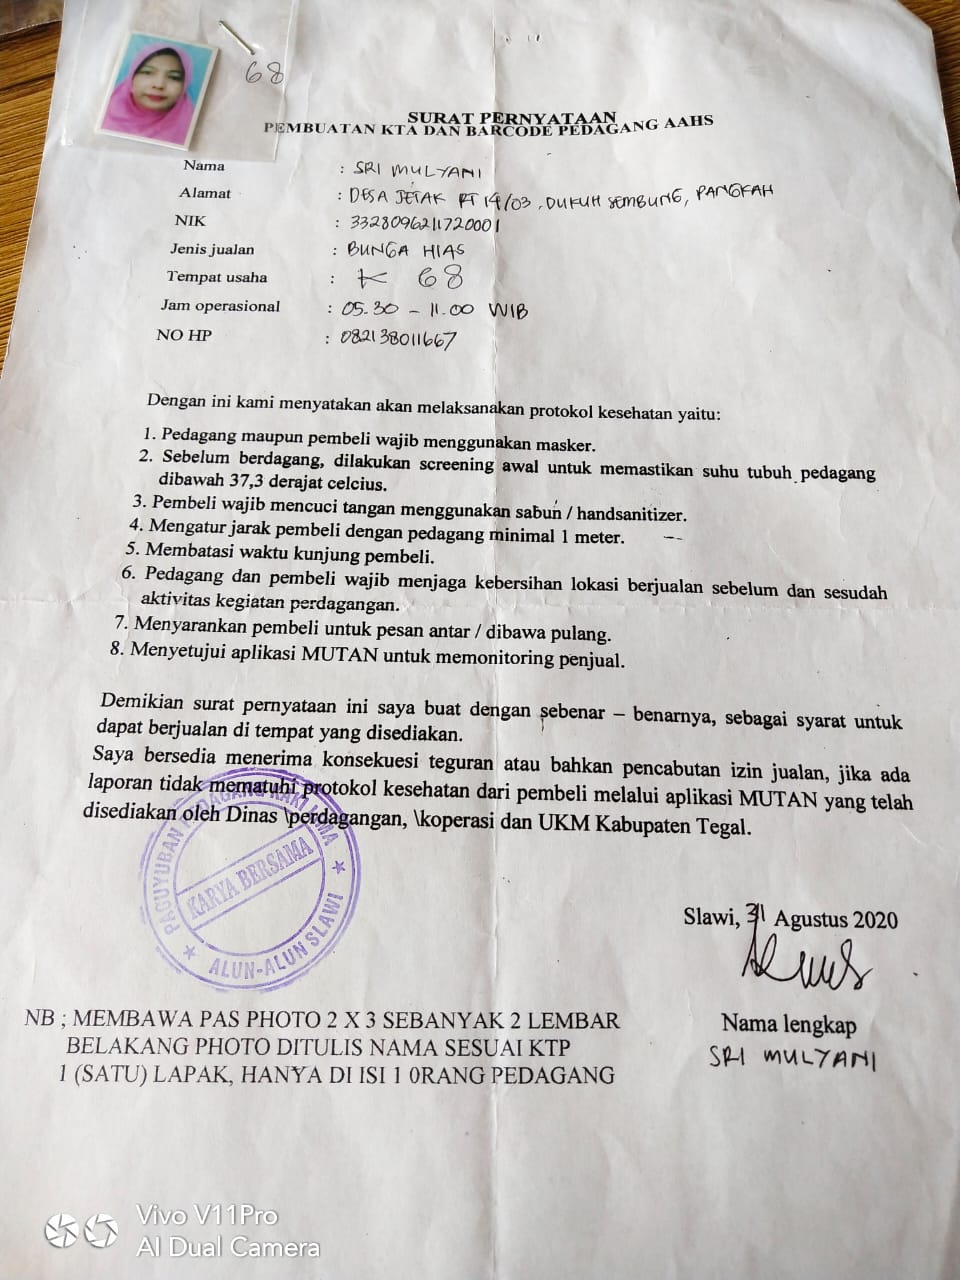 68
SURAT PERNYATAAN
PEMBUATAN KTA DAN BARCODE PEDAGANG AAHS
Nama : SRI MULYANI
Alamat : DESA JETAK RT 14/03, DUKUH SEMBUNG, PANGKAH
NIK : 3328096211720001
Jenis jualan : BUNGA HIAS
Tempat usaha : K 68
Jam operasional : 05.30 - 11.00 WIB
NO HP : 082138011667
Dengan ini kami menyatakan akan melaksanakan protokol kesehatan yaitu:
1. Pedagang maupun pembeli wajib menggunakan masker.
2. Sebelum berdagang, dilakukan screening awal untuk memastikan suhu tubuh pedagang
dibawah 37,3 derajat celcius.
3. Pembeli wajib mencuci tangan menggunakan sabun / handsanitizer.
4. Mengatur jarak pembeli dengan pedagang minimal 1 meter.
5. Membatasi waktu kunjung pembeli.
6. Pedagang dan pembeli wajib menjaga kebersihan lokasi berjualan sebelum dan sesudah
aktivitas kegiatan perdagangan.
7. Menyarankan pembeli untuk pesan antar / dibawa pulang.
8. Menyetujui aplikasi MUTAN untuk memonitoring penjual.
Demikian surat pernyataan ini saya buat dengan sebenar – benarnya, sebagai syarat untuk
dapat berjualan di tempat yang disediakan.
Saya bersedia menerima konsekuesi teguran atau bahkan pencabutan izin jualan, jika ada
laporan tidak mematuhi protokol kesehatan dari pembeli melalui aplikasi MUTAN yang telah
disediakan oleh Dinas \perdagangan, \koperasi dan UKM Kabupaten Tegal.
PAGUYUBAN PEDAGANG KAKI LIMA
KARYA BERSAMA
ALUN-ALUN SLAWI
Slawi, 31 Agustus 2020
Nama lengkap
SRI MULYANI
NB ; MEMBAWA PAS PHOTO 2 X 3 SEBANYAK 2 LEMBAR
BELAKANG PHOTO DITULIS NAMA SESUAI KTP
1 (SATU) LAPAK, HANYA DI ISI 1 0RANG PEDAGANG
Vivo V11Pro
AI Dual Camera